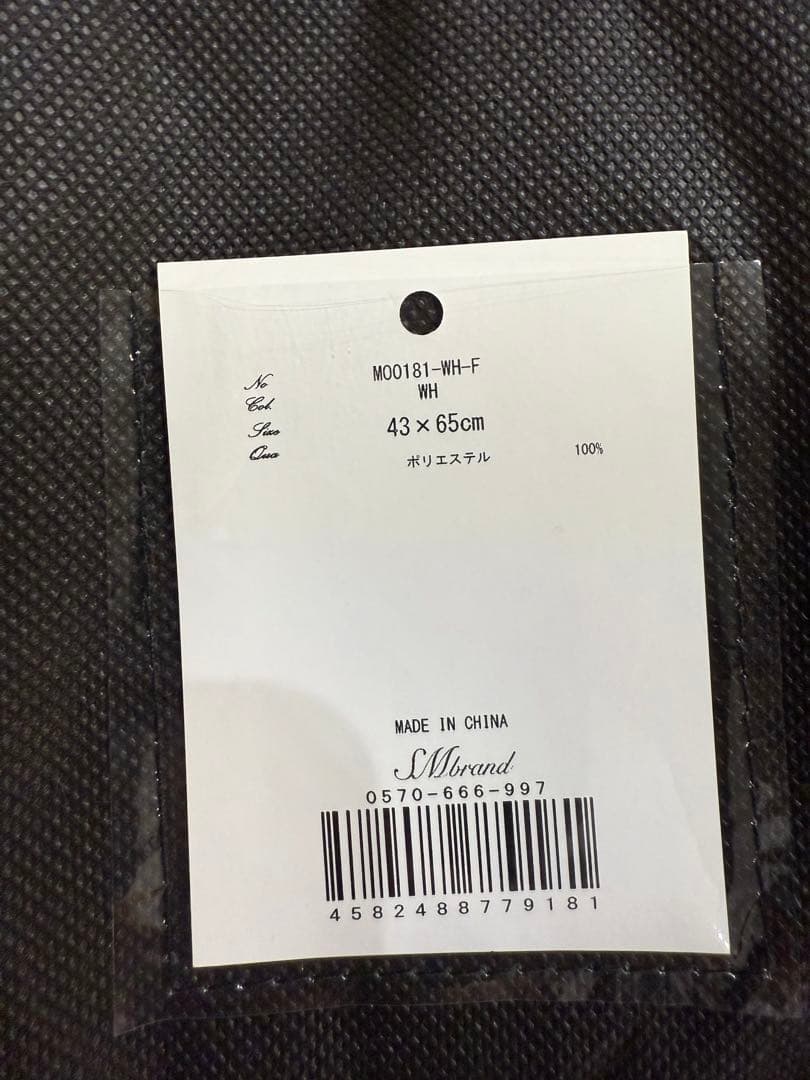 No M00181-WH-F
Col. WH
Size 43×65cm
Qua ポリエステル 100%
MADE IN CHINA
SMbrand
0570-666-997
4582488779181